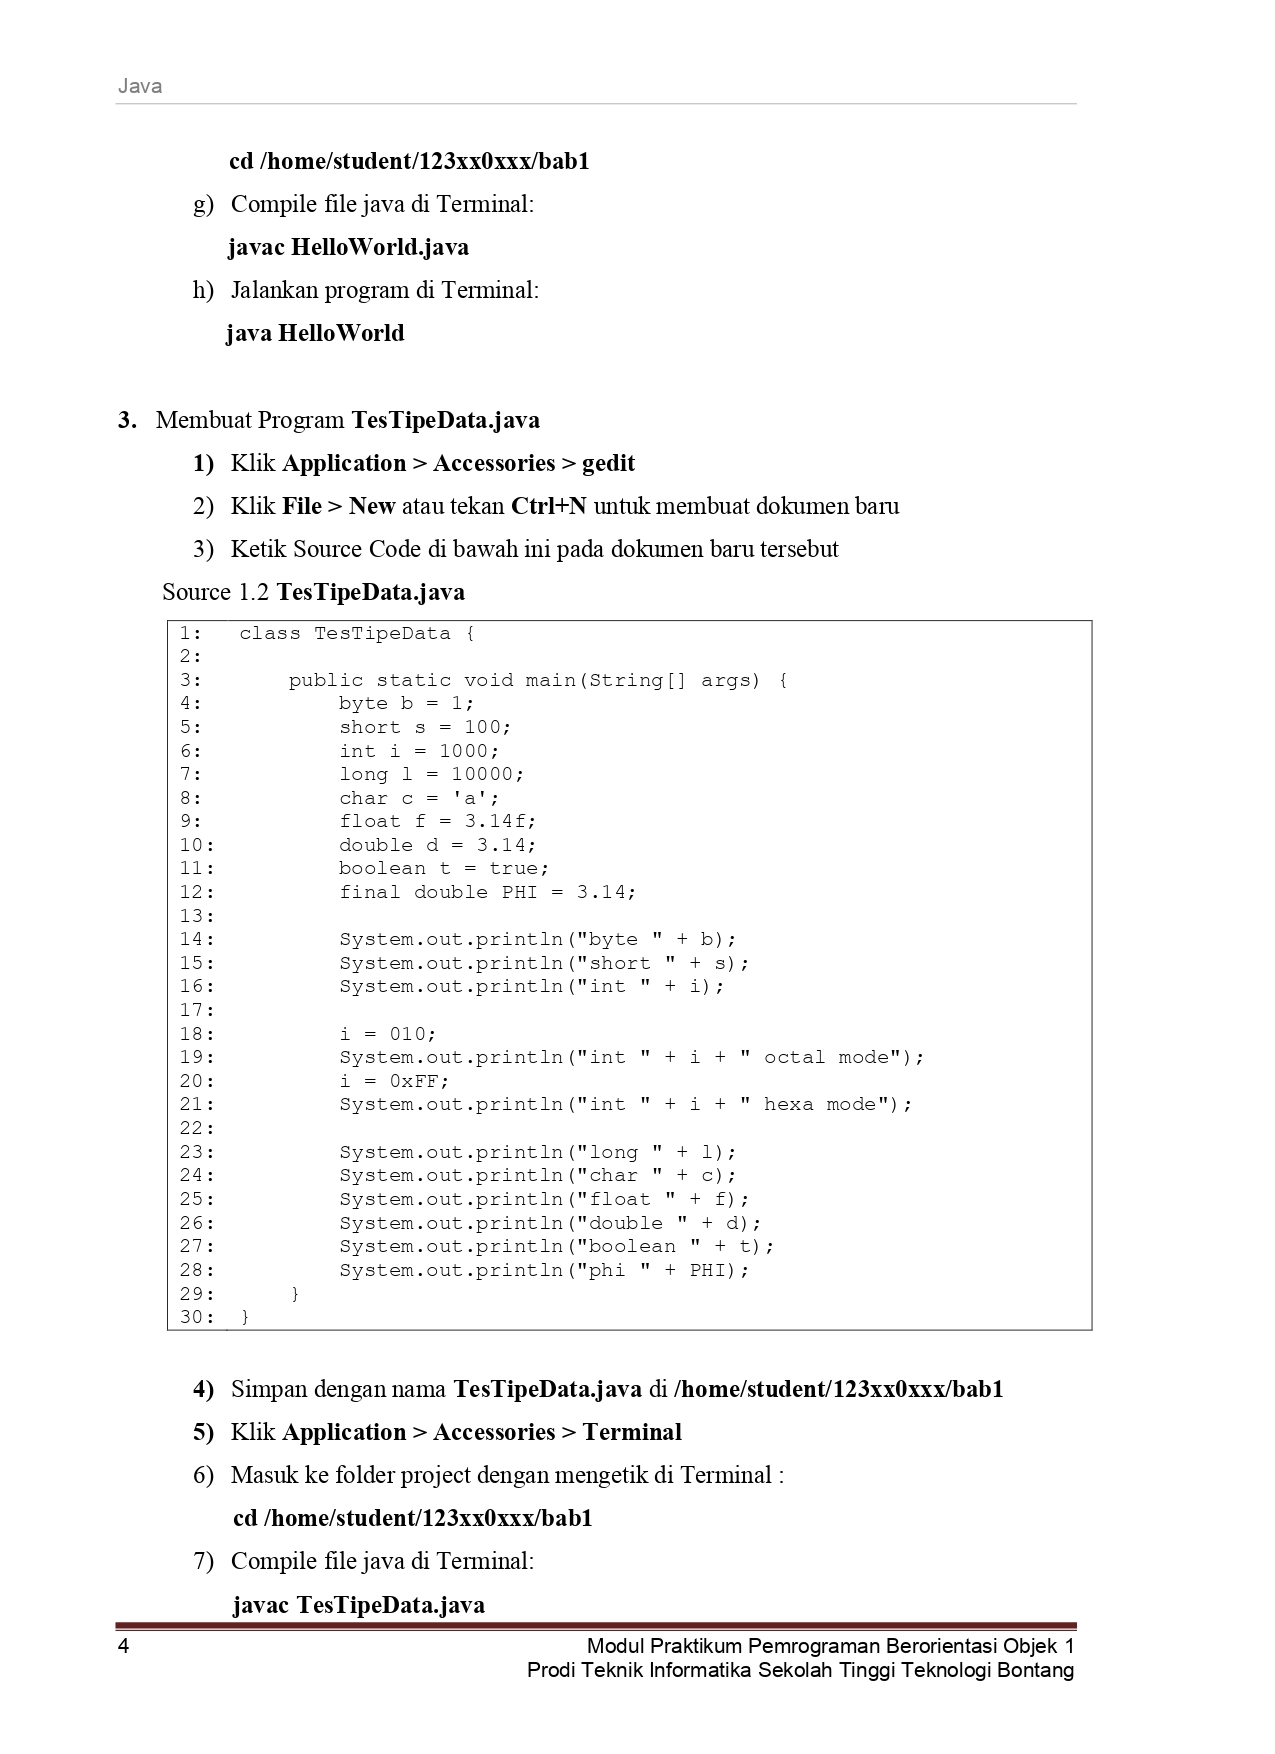 Java
cd /home/student/123xx0xxx/bab1
g) Compile file java di Terminal:
javac HelloWorld.java
h) Jalankan program di Terminal:
java HelloWorld
3. Membuat Program TesTipeData.java
1) Klik Application > Accessories > gedit
2) Klik File > New atau tekan Ctrl+N untuk membuat dokumen baru
3) Ketik Source Code di bawah ini pada dokumen baru tersebut
Source 1.2 TesTipeData.java
1: class TesTipeData {
2:
3:     public static void main(String[] args) {
4:         byte b = 1;
5:         short s = 100;
6:         int i = 1000;
7:         long l = 10000;
8:         char c = 'a';
9:         float f = 3.14f;
10:         double d = 3.14;
11:         boolean t = true;
12:         final double PHI = 3.14;
13:
14:         System.out.println("byte " + b);
15:         System.out.println("short " + s);
16:         System.out.println("int " + i);
17:
18:         i = 010;
19:         System.out.println("int " + i + " octal mode");
20:         i = 0xFF;
21:         System.out.println("int " + i + " hexa mode");
22:
23:         System.out.println("long " + l);
24:         System.out.println("char " + c);
25:         System.out.println("float " + f);
26:         System.out.println("double " + d);
27:         System.out.println("boolean " + t);
28:         System.out.println("phi " + PHI);
29:     }
30: }
4) Simpan dengan nama TesTipeData.java di /home/student/123xx0xxx/bab1
5) Klik Application > Accessories > Terminal
6) Masuk ke folder project dengan mengetik di Terminal :
cd /home/student/123xx0xxx/bab1
7) Compile file java di Terminal:
javac TesTipeData.java
4 Modul Praktikum Pemrograman Berorientasi Objek 1
Prodi Teknik Informatika Sekolah Tinggi Teknologi Bontang